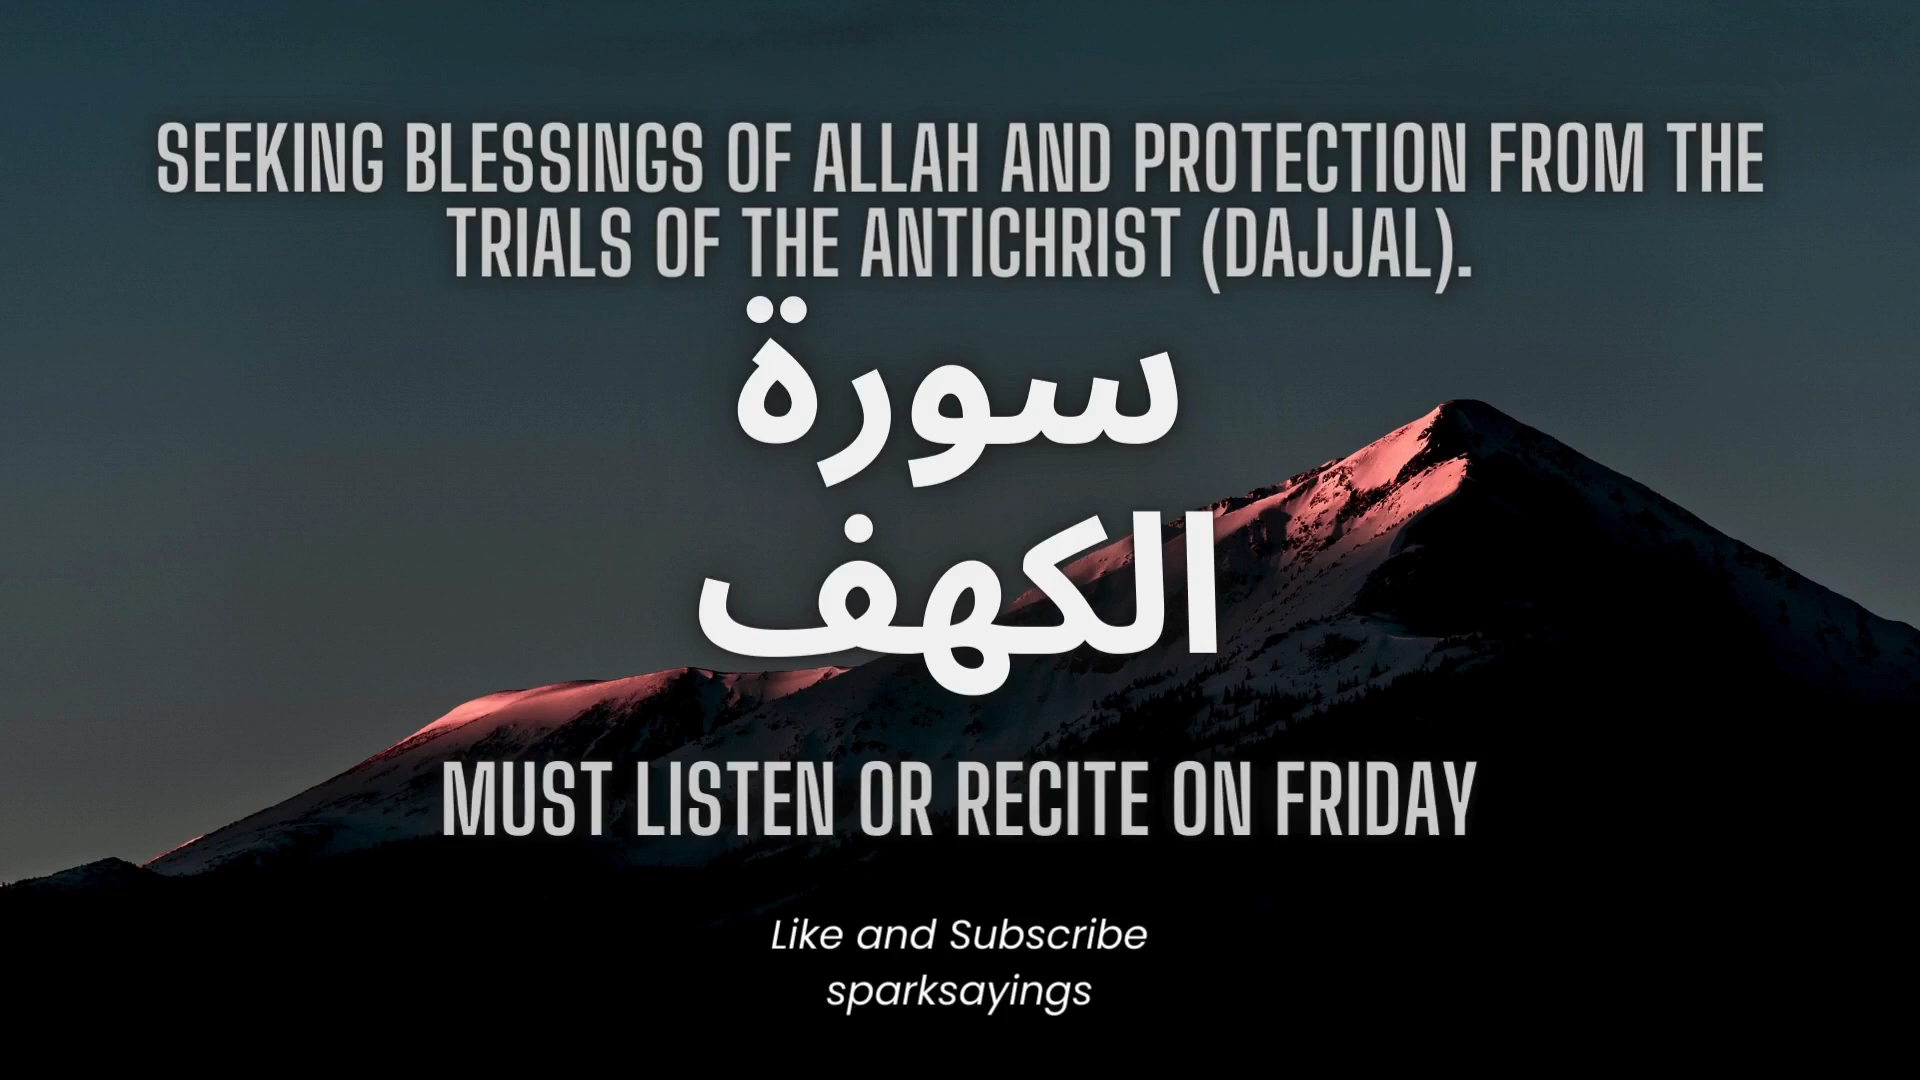 SEEKING BLESSINGS OF ALLAH AND PROTECTION FROM THE
TRIALS OF THE ANTICHRIST (DAJJAL).
سورة
الكهف
MUST LISTEN OR RECITE ON FRIDAY
Like and Subscribe
sparksayings